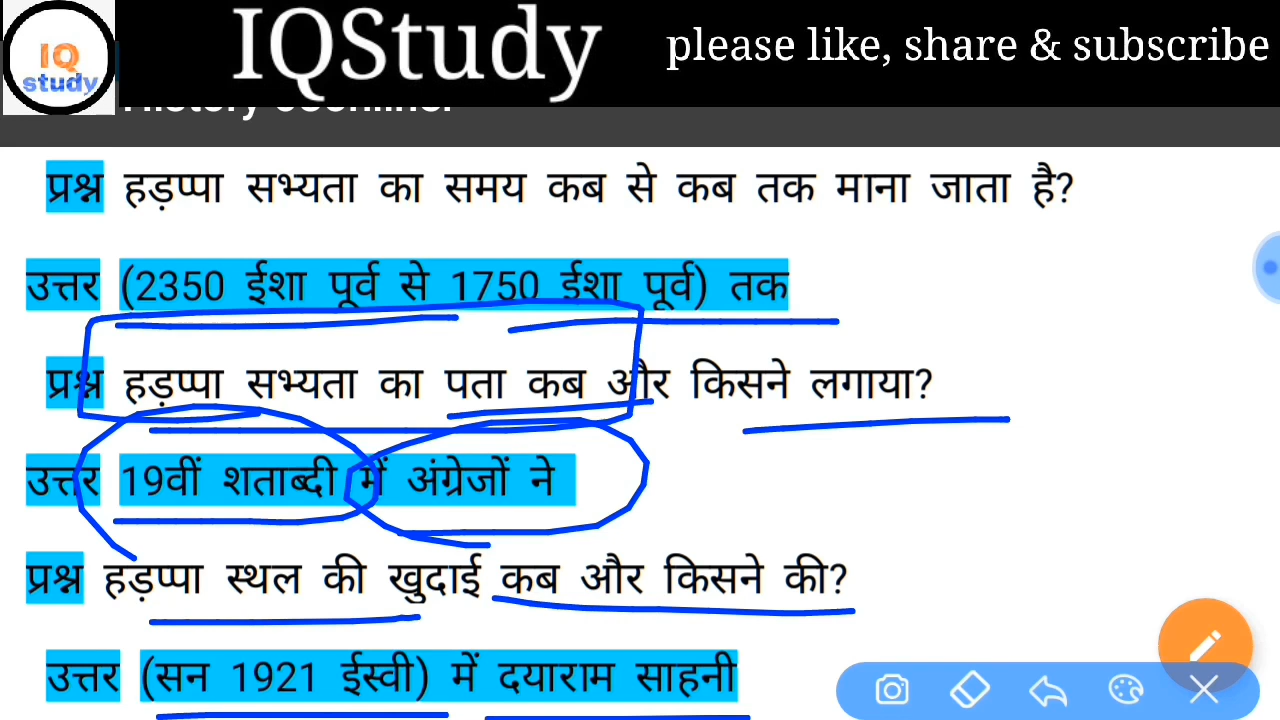 IQ study
IQStudy
please like, share & subscribe
प्रश्न हड़प्पा सभ्यता का समय कब से कब तक माना जाता है?
उत्तर (2350 ईशा पूर्व से 1750 ईशा पूर्व) तक
प्रश्न हड़प्पा सभ्यता का पता कब और किसने लगाया?
उत्तर 19वीं शताब्दी में अंग्रेजों ने
प्रश्न हड़प्पा स्थल की खुदाई कब और किसने की?
उत्तर (सन 1921 ईस्वी) में दयाराम साहनी